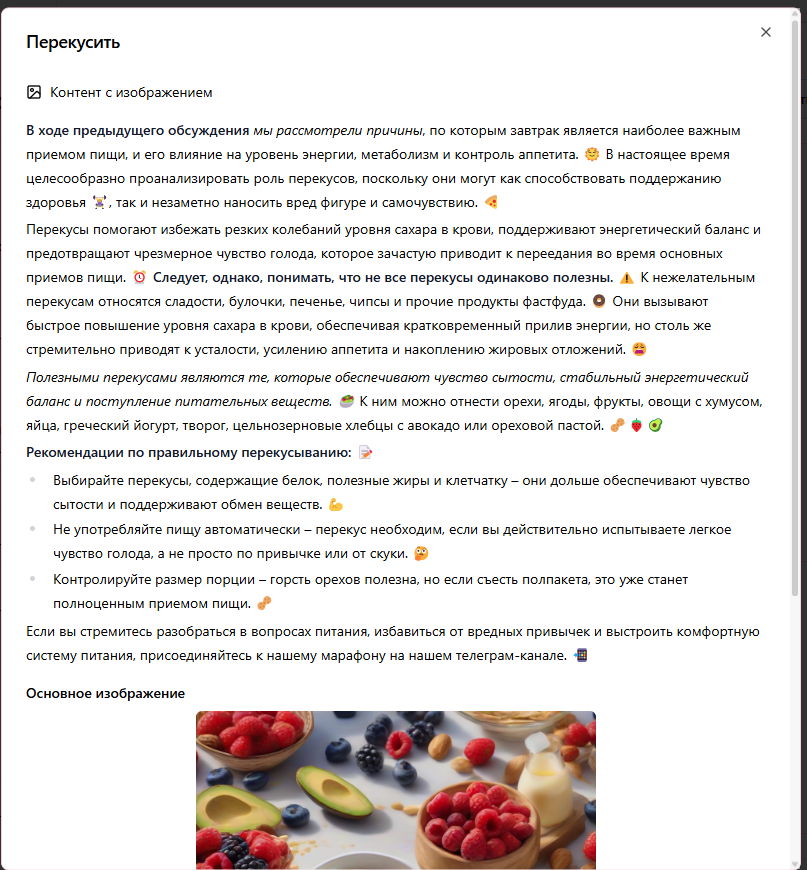 Перекусить
Контент с изображением
В ходе предыдущего обсуждения мы рассмотрели причины, по которым завтрак является наиболее важным
приемом пищи, и его влияние на уровень энергии, метаболизм и контроль аппетита. 🌞 В настоящее время
целесообразно проанализировать роль перекусов, поскольку они могут как способствовать поддержанию
здоровья 🏋️‍♀️, так и незаметно наносить вред фигуре и самочувствию. 🍕
Перекусы помогают избежать резких колебаний уровня сахара в крови, поддерживают энергетический баланс и
предотвращают чрезмерное чувство голода, которое зачастую приводит к перееданию во время основных
приемов пищи. ⏰ Следует, однако, понимать, что не все перекусы одинаково полезны. ⚠️ К нежелательным
перекусам относятся сладости, булочки, печенье, чипсы и прочие продукты фастфуда. 🍩 Они вызывают
быстрое повышение уровня сахара в крови, обеспечивая кратковременный прилив энергии, но столь же
стремительно приводят к усталости, усилению аппетита и накоплению жировых отложений. 😩
Полезными перекусами являются те, которые обеспечивают чувство сытости, стабильный энергетический
баланс и поступление питательных веществ. 🥗 К ним можно отнести орехи, ягоды, фрукты, овощи с хумусом,
яйца, греческий йогурт, творог, цельнозерновые хлебцы с авокадо или ореховой пастой. 🥜 🍓 🥑
Рекомендации по правильному перекусыванию: 📝
Выбирайте перекусы, содержащие белок, полезные жиры и клетчатку – они дольше обеспечивают чувство
сытости и поддерживают обмен веществ. 💪
Не употребляйте пищу автоматически – перекус необходим, если вы действительно испытываете легкое
чувство голода, а не просто по привычке или от скуки. 🫣
Контролируйте размер порции – горсть орехов полезна, но если съесть полпакета, это уже станет
полноценным приемом пищи. 🥜
Если вы стремитесь разобраться в вопросах питания, избавиться от вредных привычек и выстроить комфортную
систему питания, присоединяйтесь к нашему марафону на нашем телеграм-канале. 📲
Основное изображение